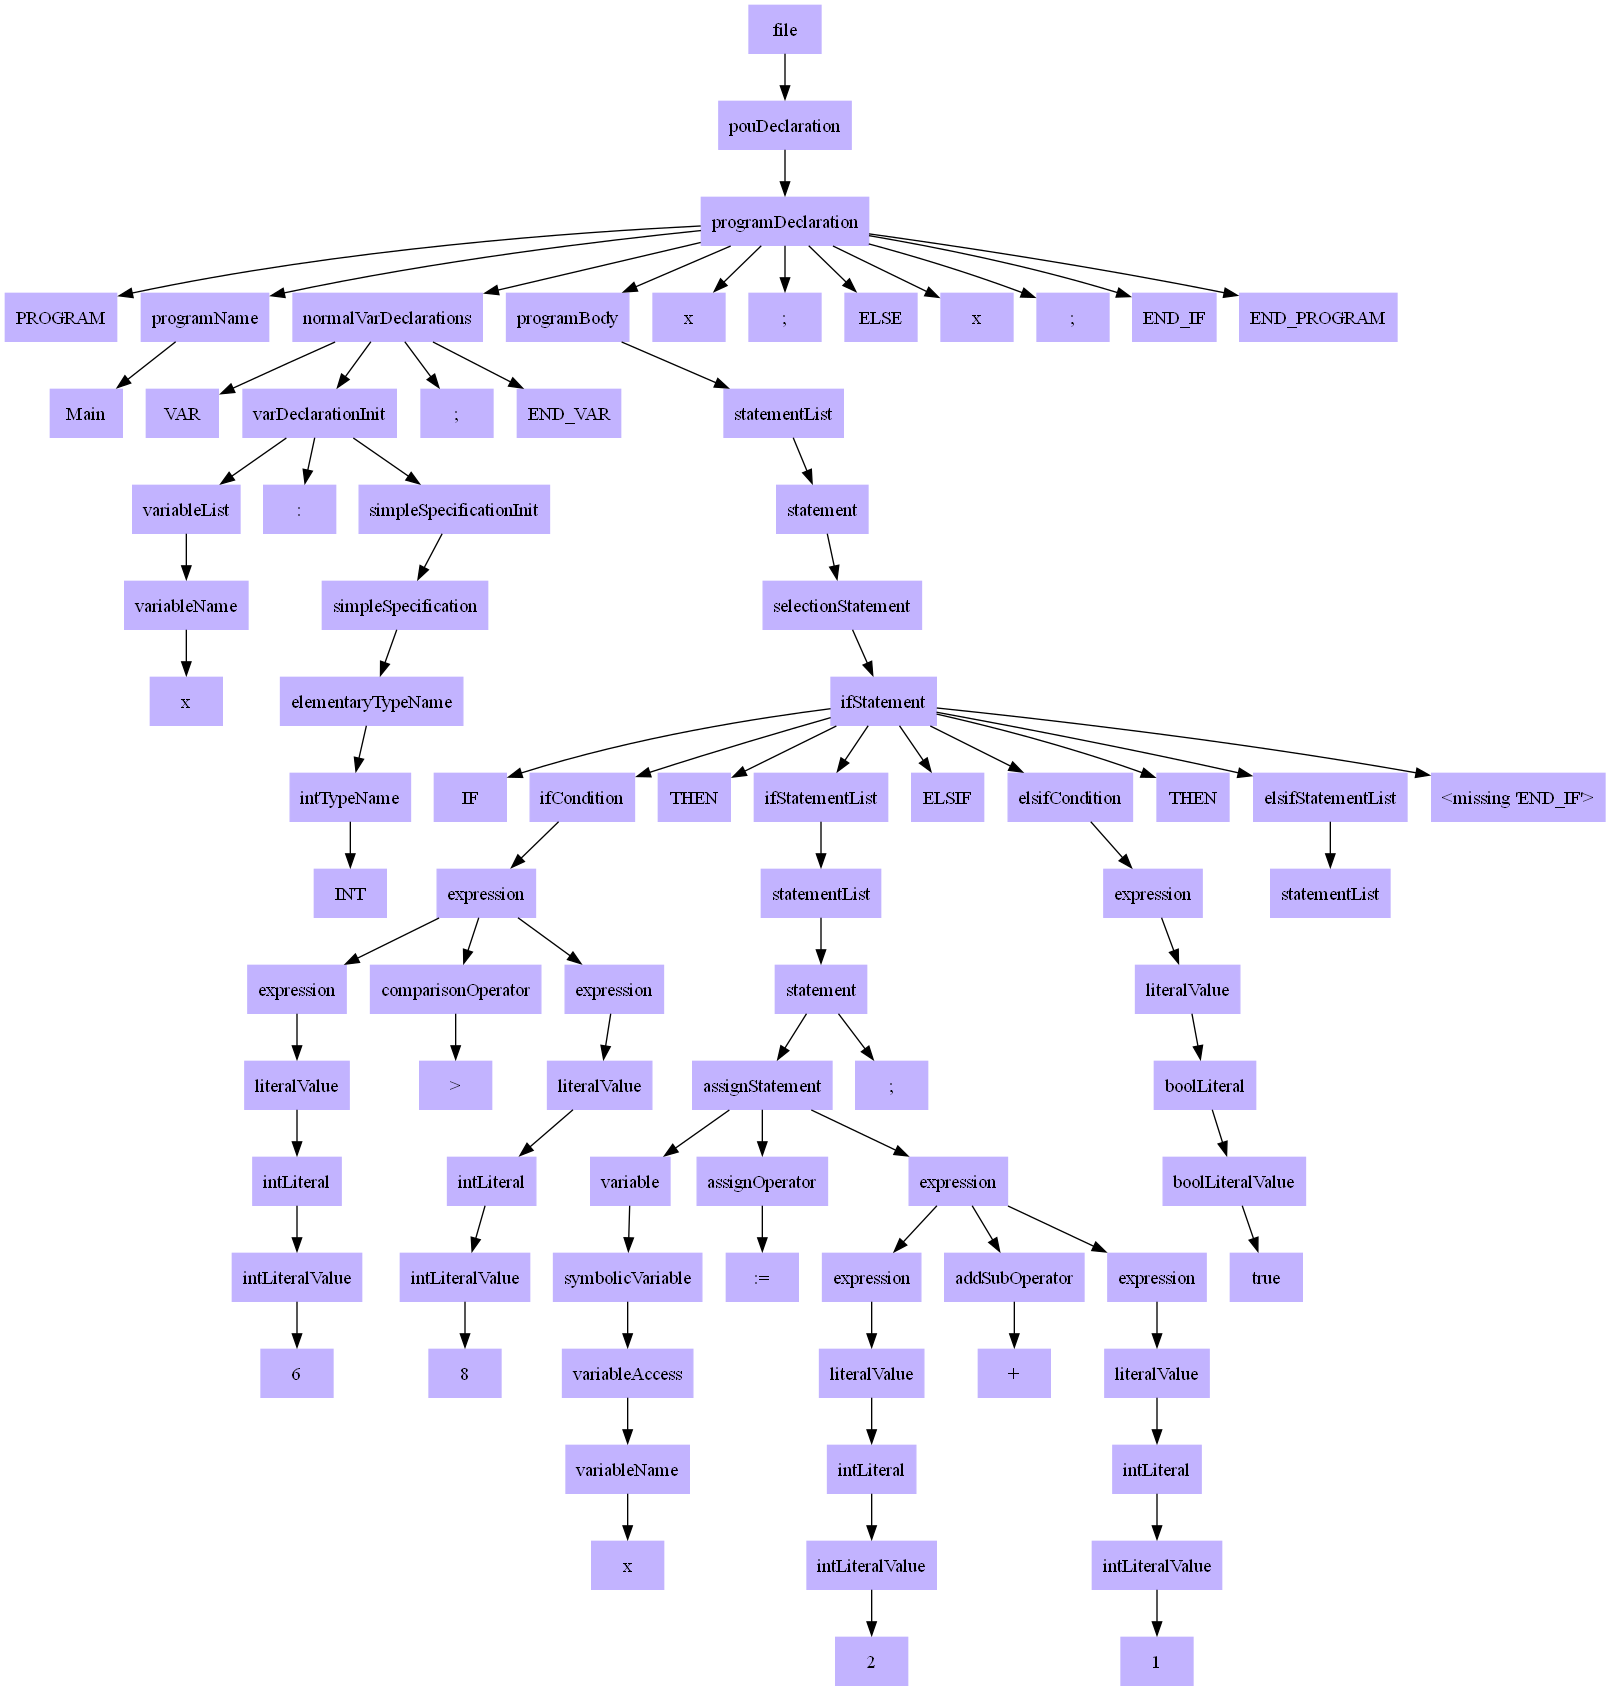 file
pouDeclaration
programDeclaration
PROGRAM programName normalVarDeclarations programBody x ; ELSE x ; END_IF END_PROGRAM
Main VAR varDeclarationInit ; END_VAR statementList
variableList : simpleSpecificationInit statement
variableName simpleSpecification selectionStatement
x elementaryTypeName ifStatement
intTypeName IF ifCondition THEN ifStatementList ELSIF elsifCondition THEN elsifStatementList <missing 'END_IF'>
INT expression statementList expression statementList
expression comparisonOperator expression statement literalValue
literalValue > literalValue assignStatement ; boolLiteral
intLiteral intLiteral variable assignOperator expression boolLiteralValue
intLiteralValue intLiteralValue symbolicVariable := expression addSubOperator expression true
6 8 variableAccess literalValue + literalValue
variableName intLiteral intLiteral
x intLiteralValue intLiteralValue
2 1